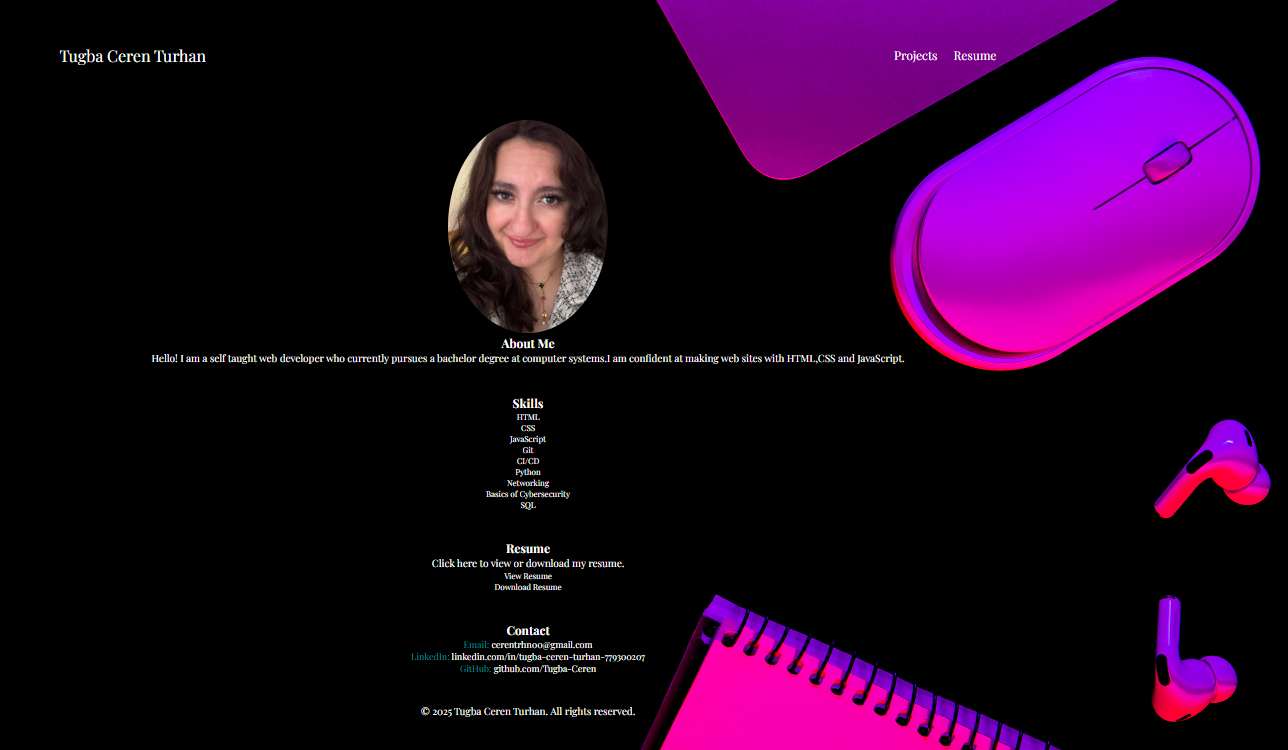 Tugba Ceren Turhan
Projects Resume
About Me
Hello! I am a self taught web developer who currently pursues a bachelor degree at computer systems.I am confident at making web sites with HTML,CSS and JavaScript.
Skills
HTML
CSS
JavaScript
Git
CI/CD
Python
Networking
Basics of Cybersecurity
SQL
Resume
Click here to view or download my resume.
View Resume
Download Resume
Contact
Email: cerentrhn00@gmail.com
LinkedIn: linkedin.com/in/tugba-ceren-turhan-779300207
GitHub: github.com/Tugba-Ceren
© 2025 Tugba Ceren Turhan. All rights reserved.